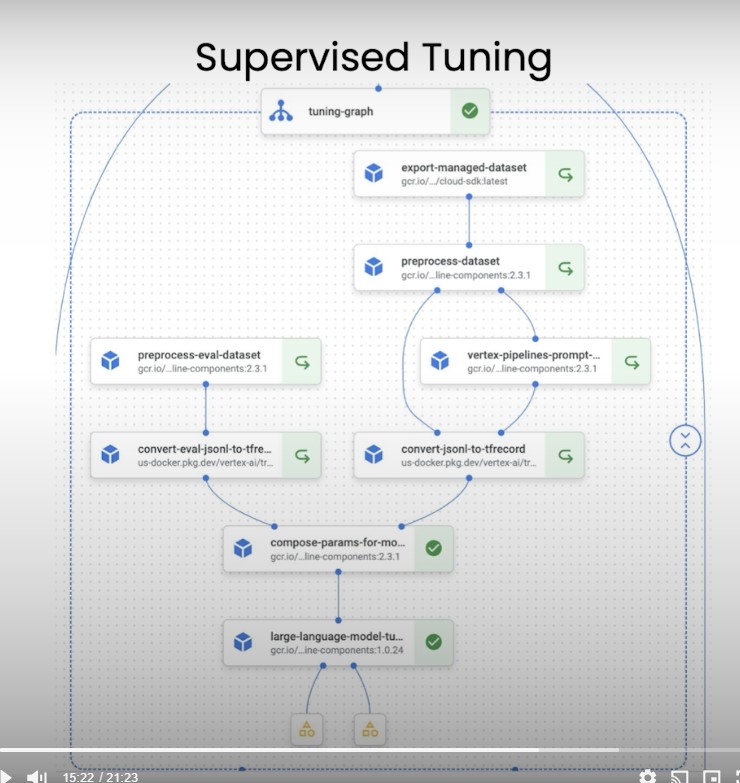 Supervised Tuning
tuning-graph
export-managed-dataset
gcr.io/.../cloud-sdk:latest
preprocess-dataset
gcr.io/...line-components:2.3.1
preprocess-eval-dataset
gcr.io/...line-components:2.3.1
vertex-pipelines-prompt-...
gcr.io/...line-components:2.3.1
convert-eval-jsonl-to-tfre...
us-docker.pkg.dev/vertex-ai/tr...
convert-jsonl-to-tfrecord
us-docker.pkg.dev/vertex-ai/tr...
compose-params-for-mo...
gcr.io/...line-components:2.3.1
large-language-model-tu...
gcr.io/...ine-components:1.0.24
15:22 / 21:23